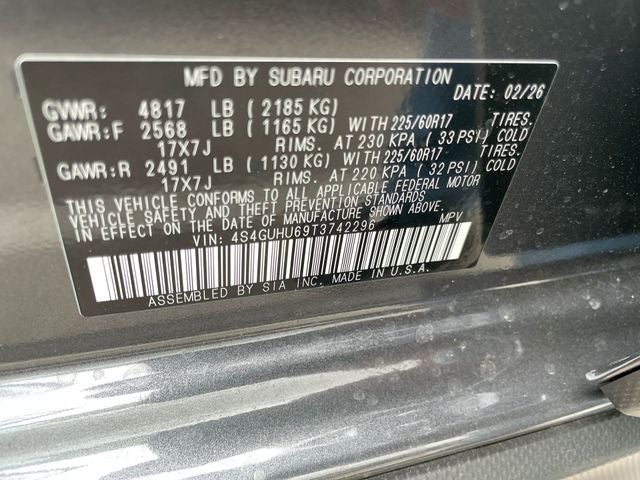 MFD BY SUBARU CORPORATION
DATE: 02/26
GVWR: 4817 LB (2185 KG)
GAWR:F 2568 LB (1165 KG) WITH 225/60R17 TIRES.
17X7J RIMS. AT 230 KPA (33 PSI) COLD
GAWR:R 2491 LB (1130 KG) WITH 225/60R17 TIRES.
17X7J RIMS. AT 220 KPA (32 PSI) COLD
THIS VEHICLE CONFORMS TO ALL APPLICABLE FEDERAL MOTOR
VEHICLE SAFETY AND THEFT PREVENTION STANDARDS
IN EFFECT ON THE DATE OF MANUFACTURE SHOWN ABOVE.
VIN: 4S4GUHU69T3742296 MPV
ASSEMBLED BY SIA INC. MADE IN U.S.A.